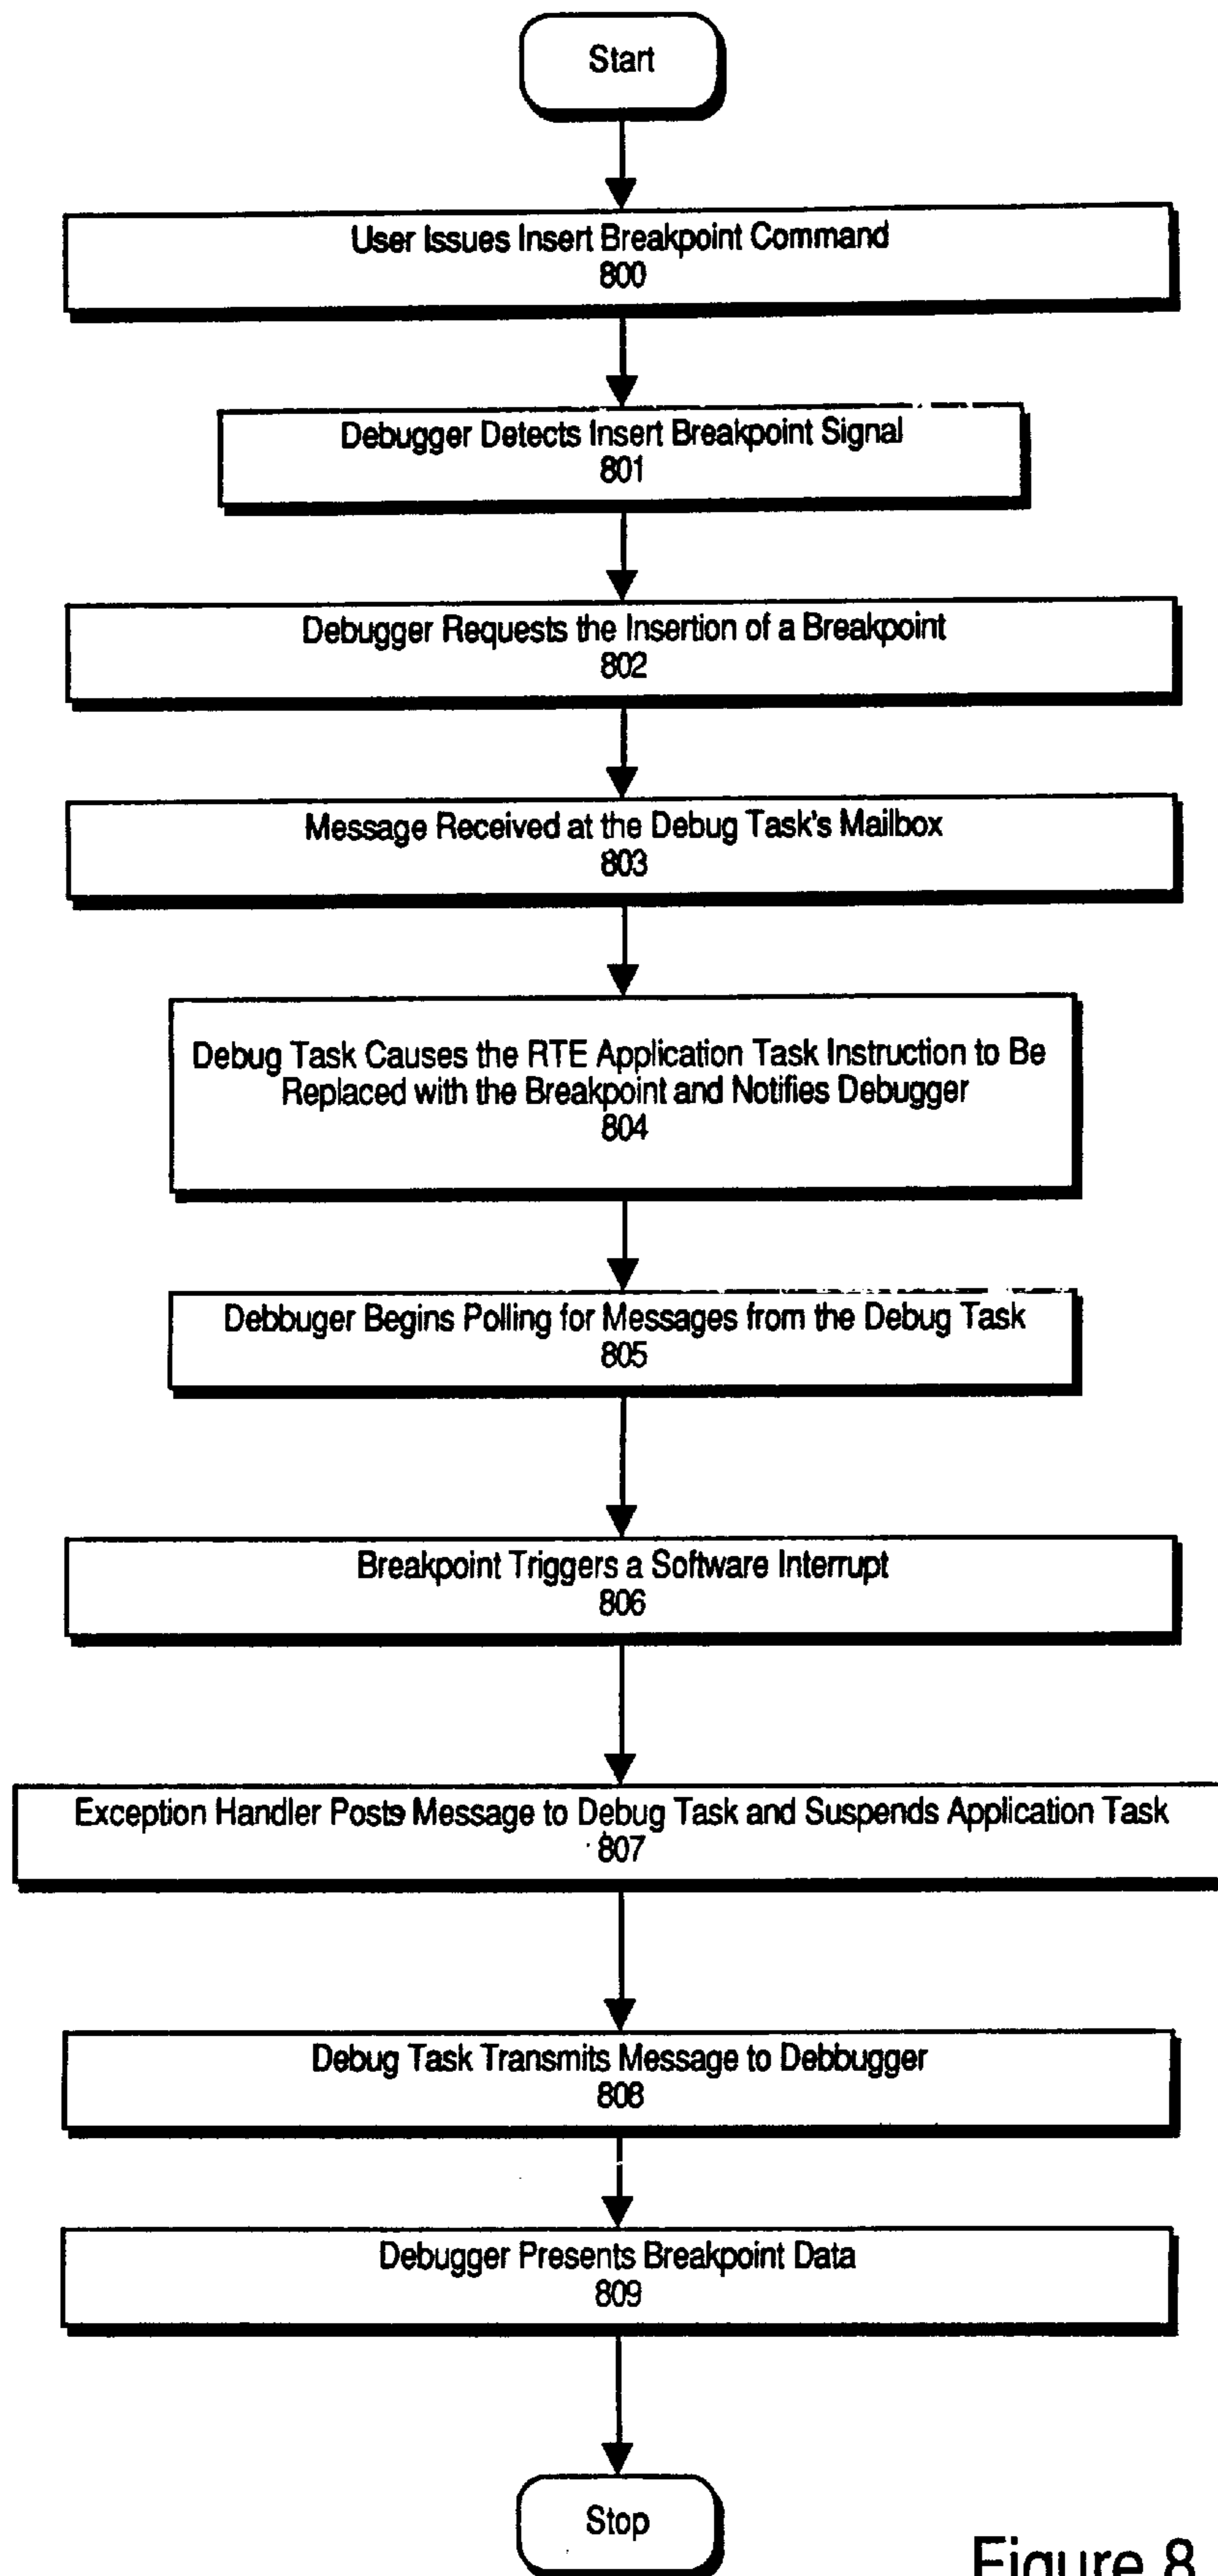 Start
User Issues Insert Breakpoint Command
800
Debugger Detects Insert Breakpoint Signal
801
Debugger Requests the Insertion of a Breakpoint
802
Message Received at the Debug Task's Mailbox
803
Debug Task Causes the RTE Application Task Instruction to Be
Replaced with the Breakpoint and Notifies Debugger
804
Debbuger Begins Polling for Messages from the Debug Task
805
Breakpoint Triggers a Software Interrupt
806
Exception Handler Posts Message to Debug Task and Suspends Application Task
807
Debug Task Transmits Message to Debbugger
808
Debugger Presents Breakpoint Data
809
Stop
Figure 8